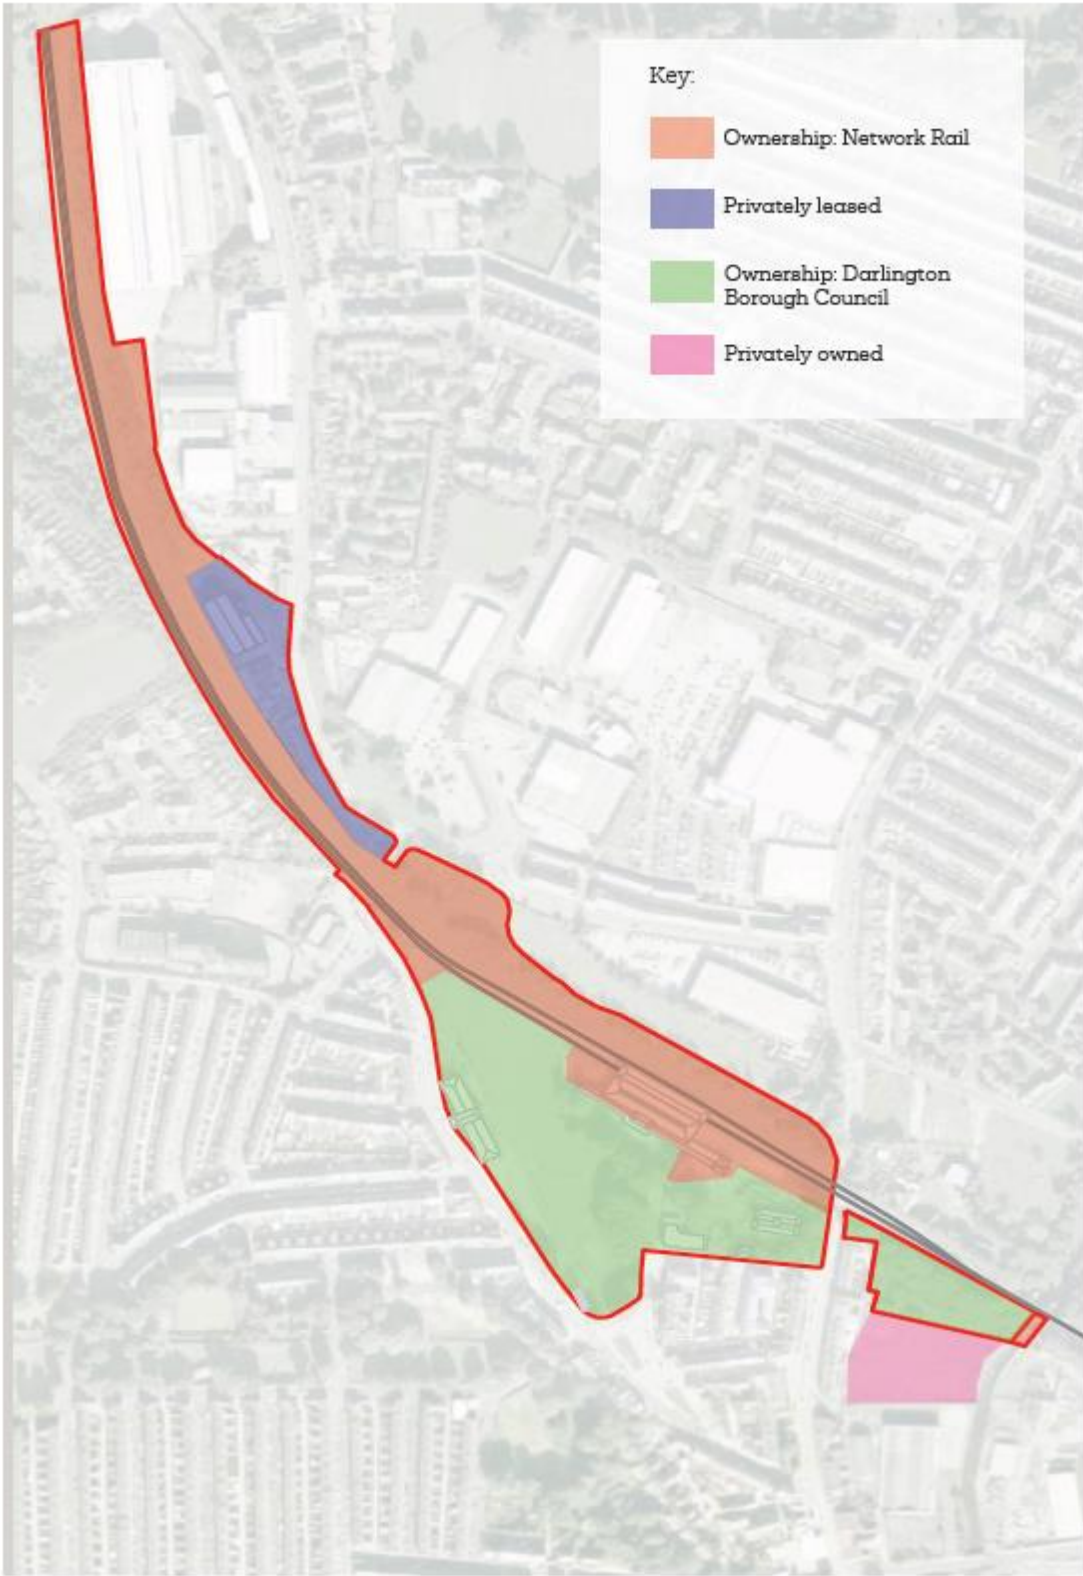 Key:
Ownership: Network Rail
Privately leased
Ownership: Darlington
Borough Council
Privately owned